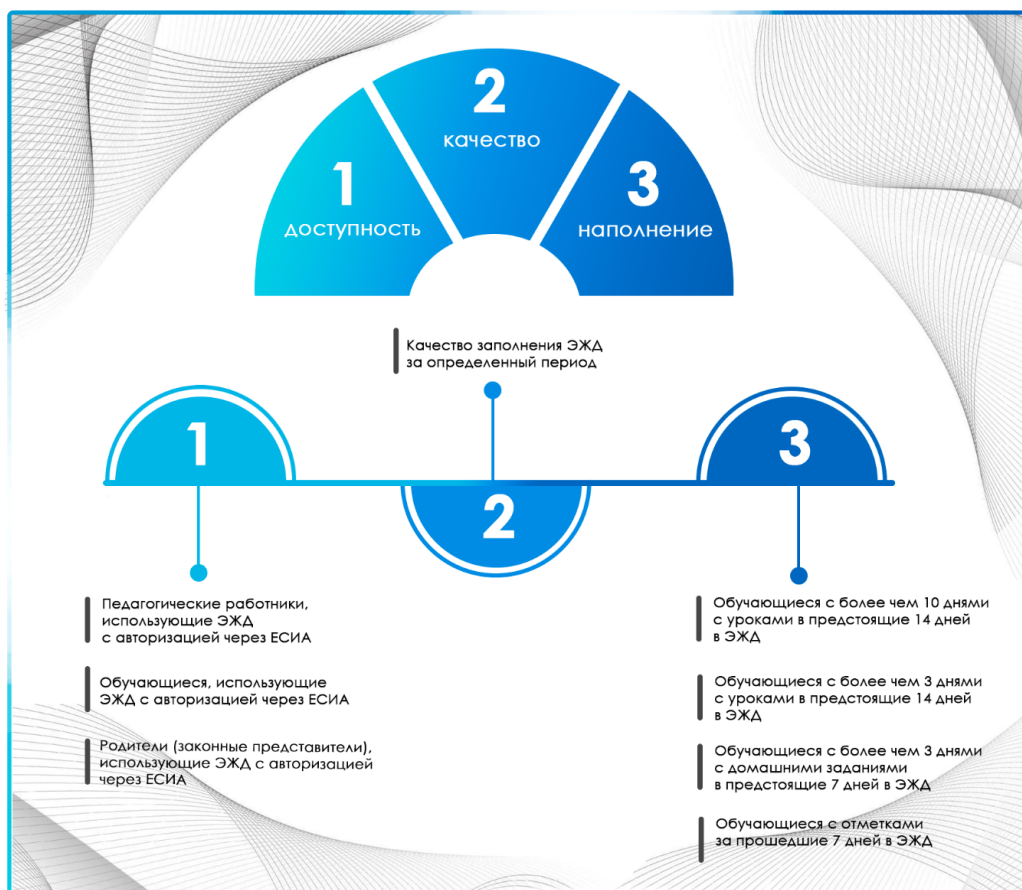 1
доступность
2
качество
3
наполнение
Качество заполнения ЭЖД
за определенный период
1
2
3
Педагогические работники,
использующие ЭЖД
с авторизацией через ЕСИА
Обучающиеся, использующие
ЭЖД с авторизацией через ЕСИА
Родители (законные представители),
использующие ЭЖД с авторизацией
через ЕСИА
Обучающиеся с более чем 10 днями
с уроками в предстоящие 14 дней
в ЭЖД
Обучающиеся с более чем 3 днями
с уроками в предстоящие 14 дней
в ЭЖД
Обучающиеся с более чем 3 днями
с домашними заданиями
в предстоящие 7 дней в ЭЖД
Обучающиеся с отметками
за прошедшие 7 дней в ЭЖД